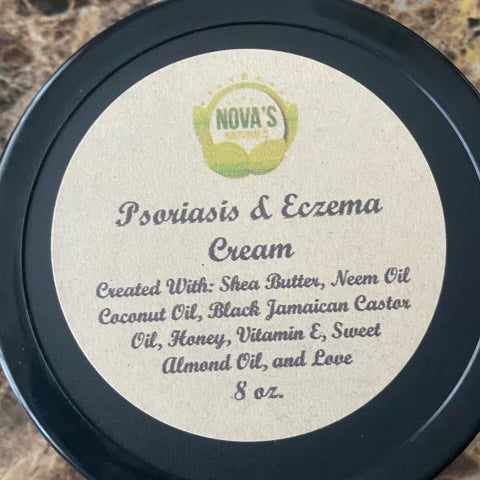 NOVA'S
NATURALS
Psoriasis & Eczema
Cream
Created With: Shea Butter, Neem Oil
Coconut Oil, Black Jamaican Castor
Oil, Honey, Vitamin E, Sweet
Almond Oil, and Love
8 oz.